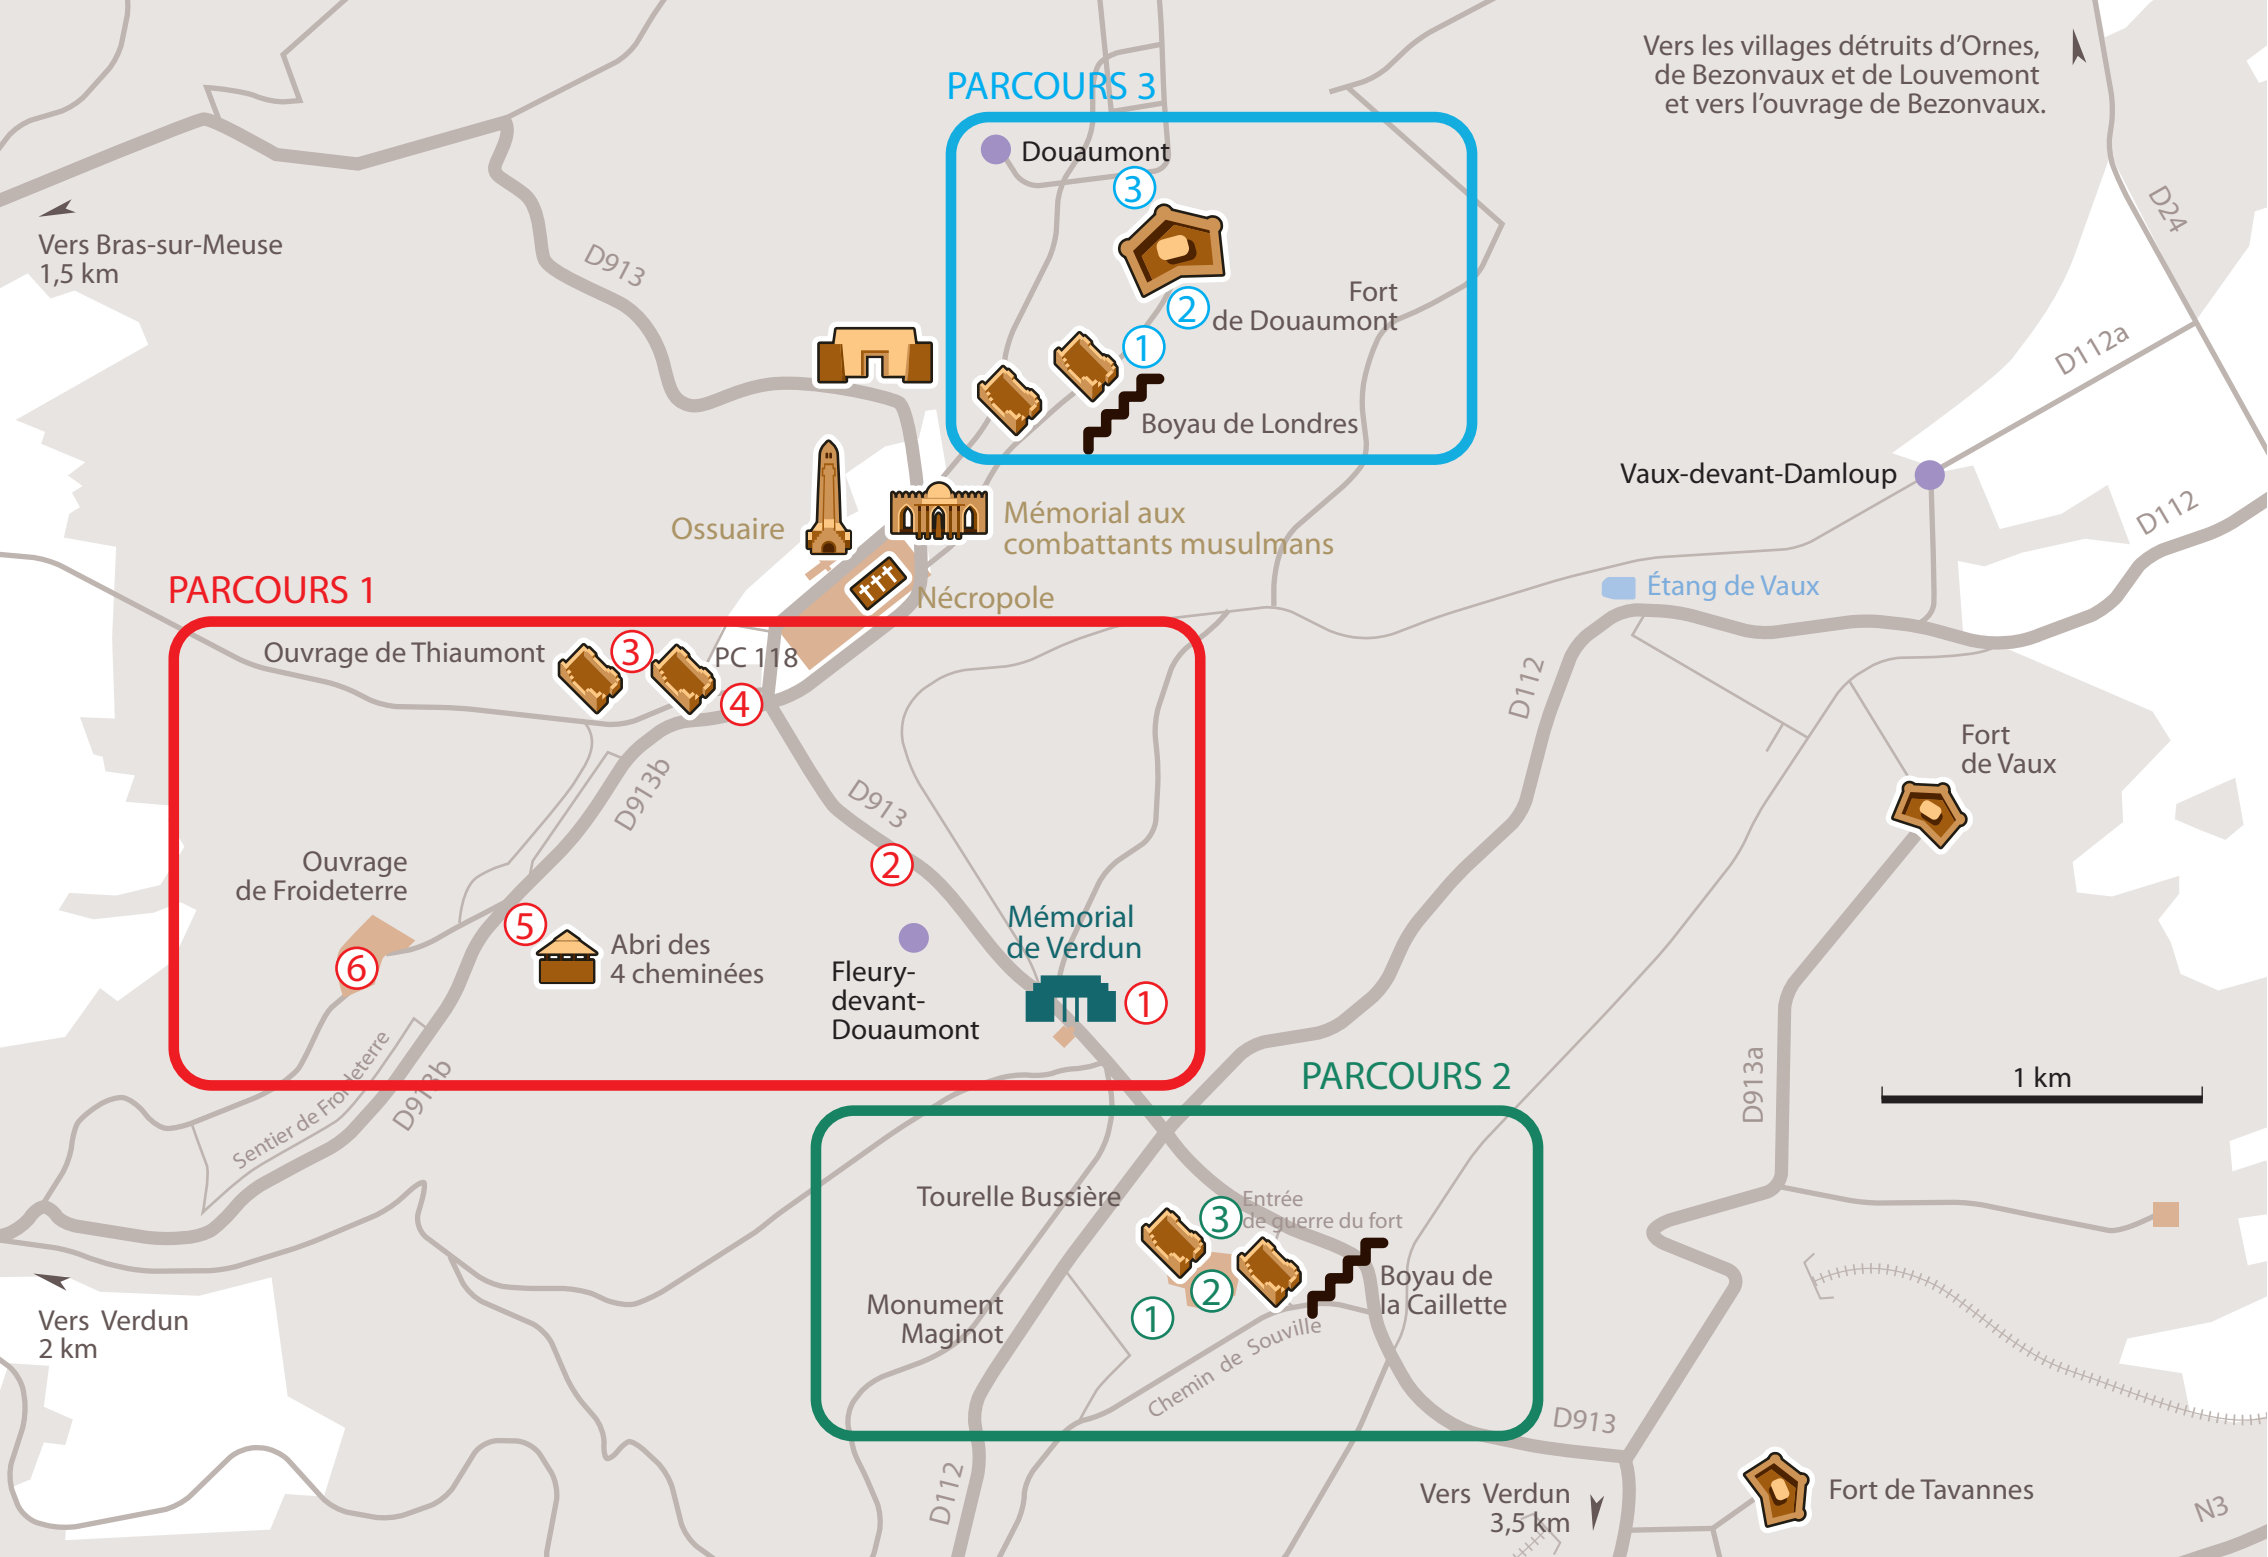 Vers les villages détruits d'Ornes,
de Bezonvaux et de Louvemont
et vers l'ouvrage de Bezonvaux.
PARCOURS 3
Douaumont
3
D24
Vers Bras-sur-Meuse
1,5 km
D913
Fort
de Douaumont
2
1
D112a
Boyau de Londres
Vaux-devant-Damloup
D112
Ossuaire
Mémorial aux
combattants musulmans
Nécropole
Étang de Vaux
PARCOURS 1
Ouvrage de Thiaumont
3
PC 118
4
D112
Fort
de Vaux
D913b
D913
2
Ouvrage
de Froideterre
5
6
Abri des
4 cheminées
Fleury-
devant-
Douaumont
Mémorial
de Verdun
1
Sentier de Froideterre
D913b
PARCOURS 2
D913a
1 km
Tourelle Bussière
3
Entrée
de guerre du fort
2
1
Monument
Maginot
Boyau de
la Caillette
Chemin de Souville
Vers Verdun
2 km
D913
D112
Vers Verdun
3,5 km
Fort de Tavannes
N3